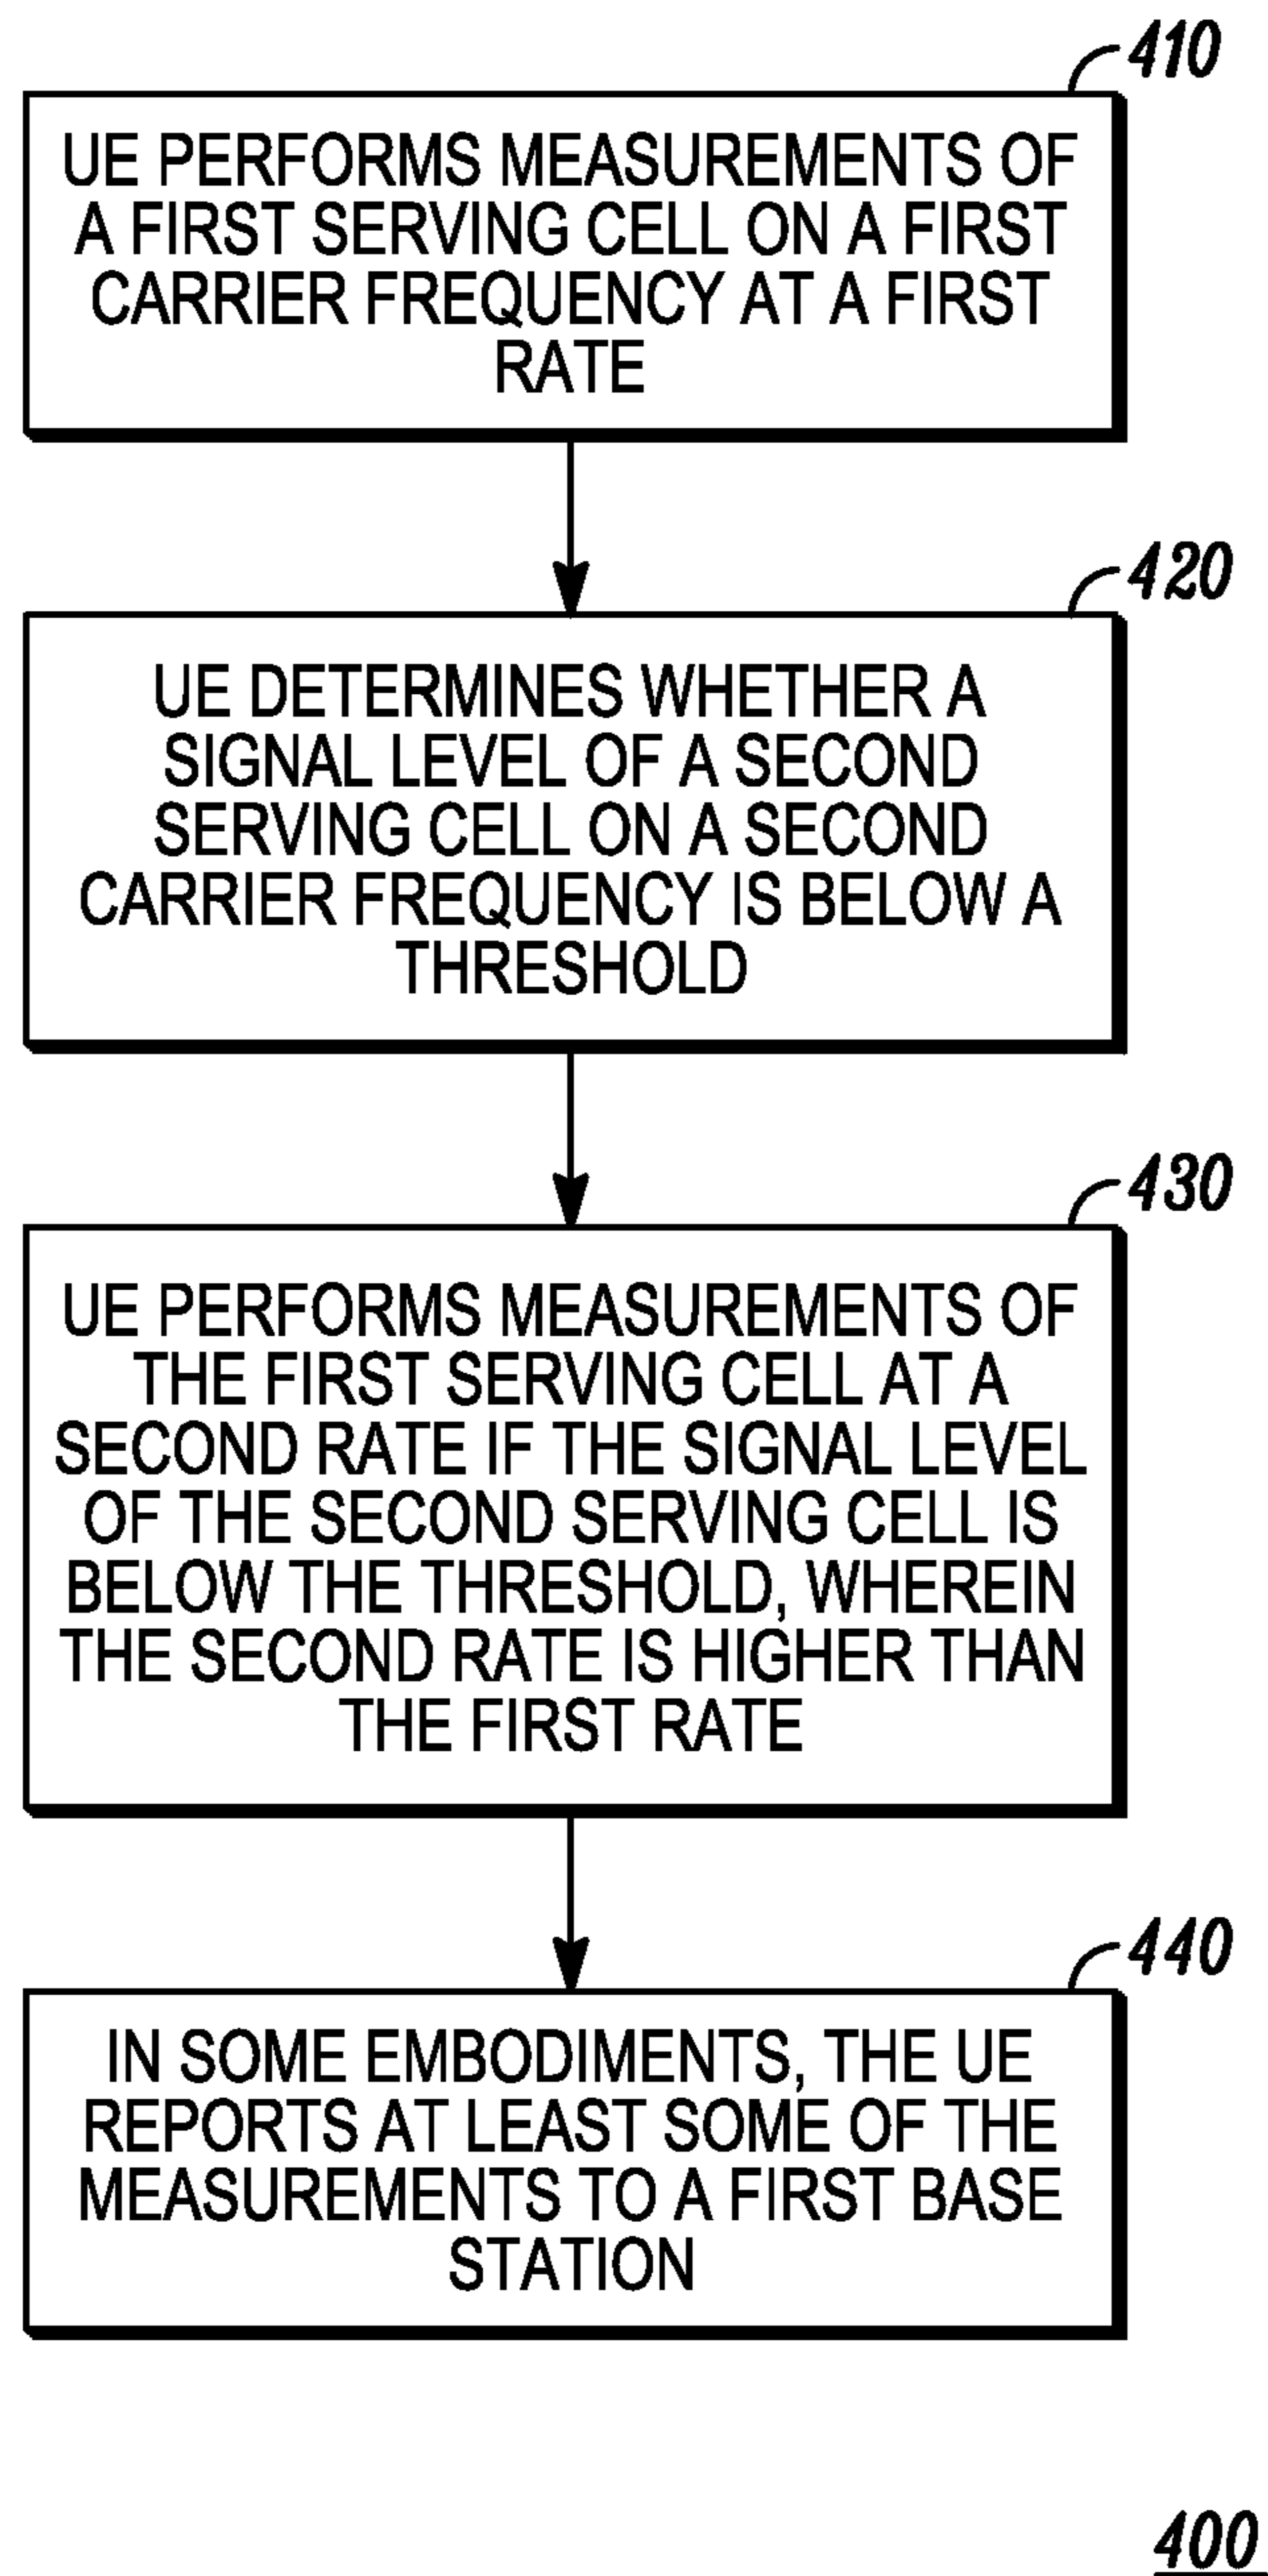 410
UE PERFORMS MEASUREMENTS OF
A FIRST SERVING CELL ON A FIRST
CARRIER FREQUENCY AT A FIRST
RATE
420
UE DETERMINES WHETHER A
SIGNAL LEVEL OF A SECOND
SERVING CELL ON A SECOND
CARRIER FREQUENCY IS BELOW A
THRESHOLD
430
UE PERFORMS MEASUREMENTS OF
THE FIRST SERVING CELL AT A
SECOND RATE IF THE SIGNAL LEVEL
OF THE SECOND SERVING CELL IS
BELOW THE THRESHOLD, WHEREIN
THE SECOND RATE IS HIGHER THAN
THE FIRST RATE
440
IN SOME EMBODIMENTS, THE UE
REPORTS AT LEAST SOME OF THE
MEASUREMENTS TO A FIRST BASE
STATION
400